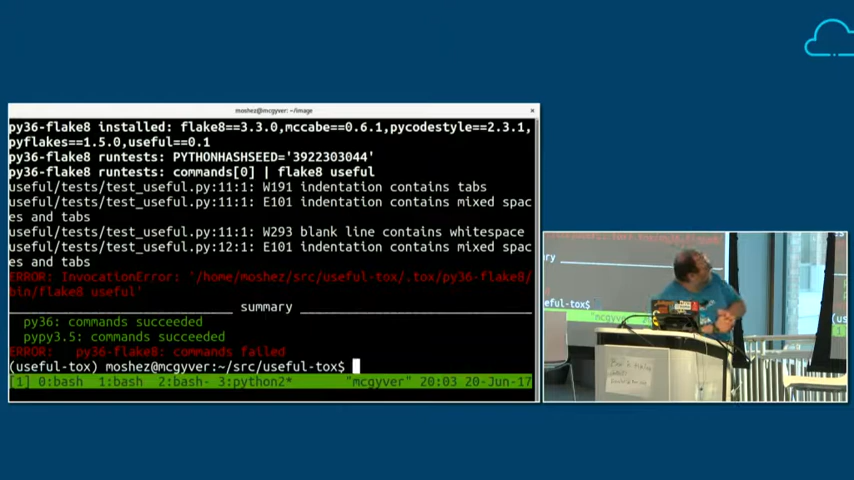 moshez@mcgyver: ~/image
py36-flake8 installed: flake8==3.3.0,mccabe==0.6.1,pycodestyle==2.3.1,
pyflakes==1.5.0,useful==0.1
py36-flake8 runtests: PYTHONHASHSEED='3922303044'
py36-flake8 runtests: commands[0] | flake8 useful
useful/tests/test_useful.py:11:1: W191 indentation contains tabs
useful/tests/test_useful.py:11:1: E101 indentation contains mixed spac
es and tabs
useful/tests/test_useful.py:11:1: W293 blank line contains whitespace
useful/tests/test_useful.py:12:1: E101 indentation contains mixed spac
es and tabs
ERROR: InvocationError: '/home/moshez/src/useful-tox/.tox/py36-flake8/
bin/flake8 useful'
summary
py36: commands succeeded
pypy3.5: commands succeeded
ERROR: py36-flake8: commands failed
(useful-tox) moshez@mcgyver:~/src/useful-tox$
[1] 0:bash 1:bash 2:bash- 3:python2* "mcgyver" 20:03 20-Jun-17